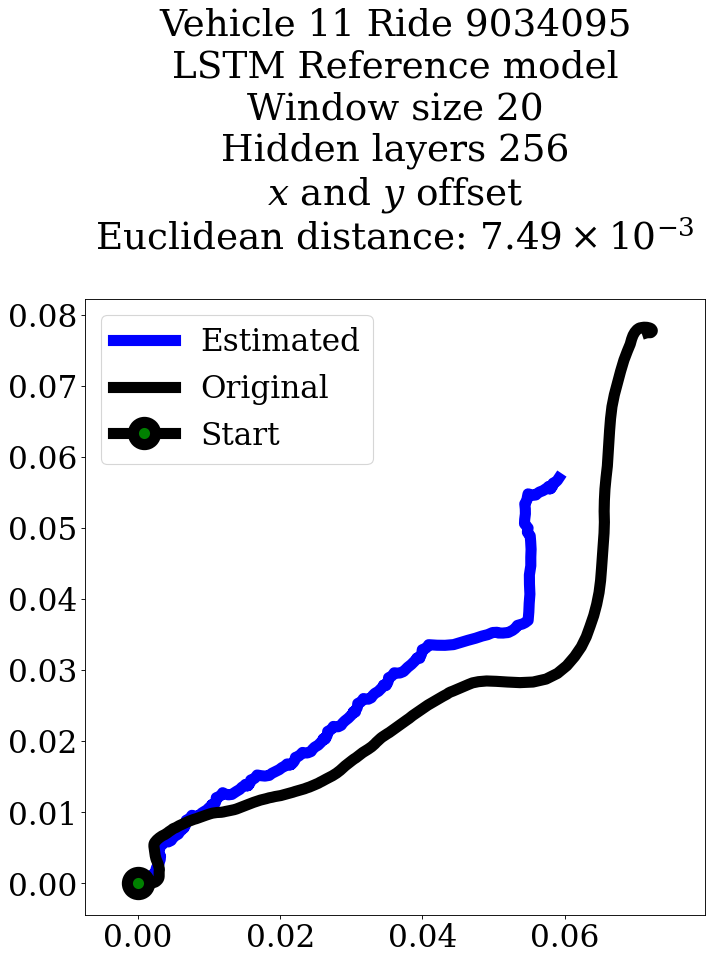 Vehicle 11 Ride 9034095
LSTM Reference model
Window size 20
Hidden layers 256
x and y offset
Euclidean distance: 7.49 × 10⁻³
0.08
0.07
0.06
0.05
0.04
0.03
0.02
0.01
0.00
Estimated
Original
Start
0.00 0.02 0.04 0.06